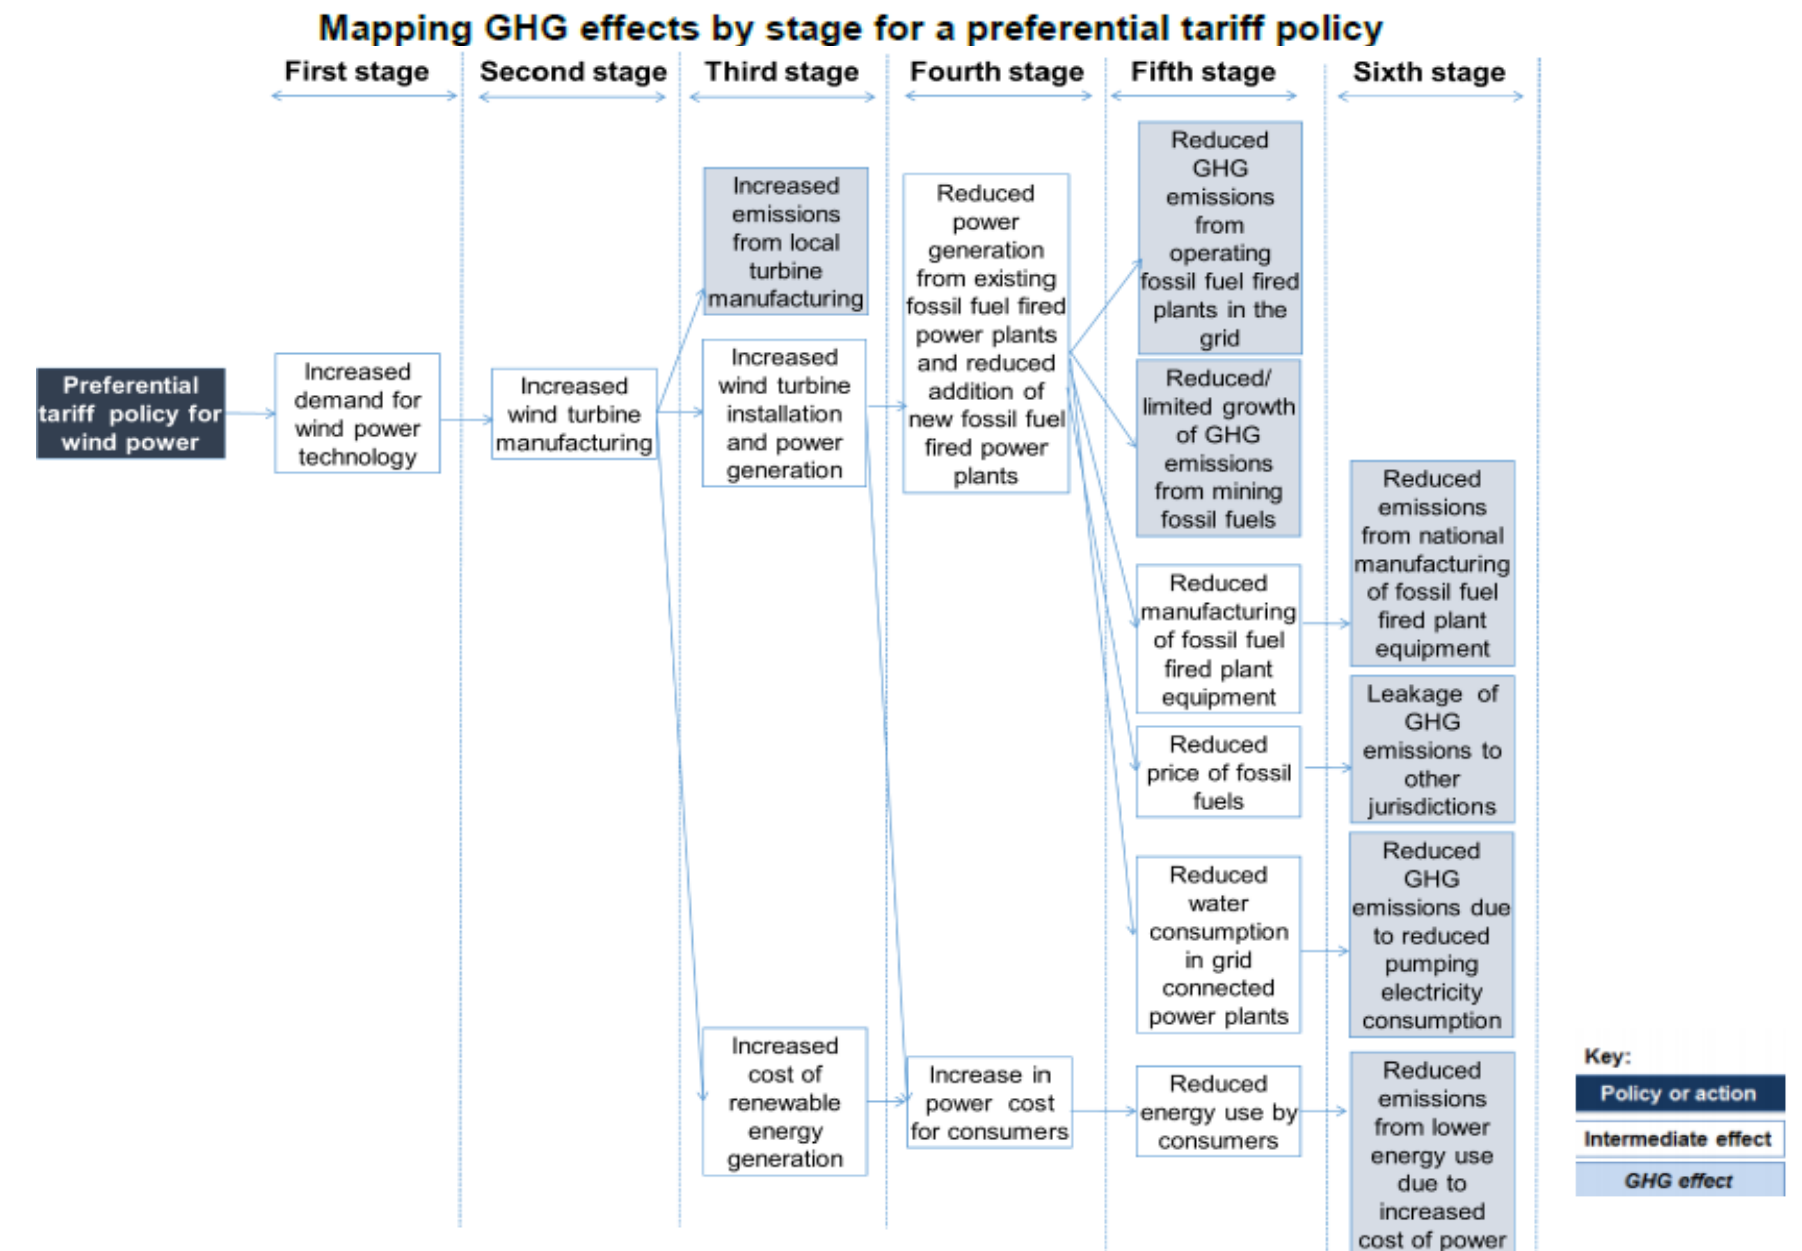 Mapping GHG effects by stage for a preferential tariff policy
First stage
Second stage
Third stage
Fourth stage
Fifth stage
Sixth stage
Preferential
tariff policy for
wind power
Increased
demand for
wind power
technology
Increased
wind turbine
manufacturing
Increased
emissions
from local
turbine
manufacturing
Increased
wind turbine
installation
and power
generation
Increased
cost of
renewable
energy
generation
Reduced
power
generation
from existing
fossil fuel fired
power plants
and reduced
addition of
new fossil fuel
fired power
plants
Increase in
power cost
for consumers
Reduced
GHG
emissions
from
operating
fossil fuel fired
plants in the
grid
Reduced/
limited growth
of GHG
emissions
from mining
fossil fuels
Reduced
manufacturing
of fossil fuel
fired plant
equipment
Reduced
price of fossil
fuels
Reduced
water
consumption
in grid
connected
power plants
Reduced
energy use by
consumers
Reduced
emissions
from national
manufacturing
of fossil fuel
fired plant
equipment
Leakage of
GHG
emissions to
other
jurisdictions
Reduced
GHG
emissions due
to reduced
pumping
electricity
consumption
Reduced
emissions
from lower
energy use
due to
increased
cost of power
Key:
Policy or action
Intermediate effect
GHG effect